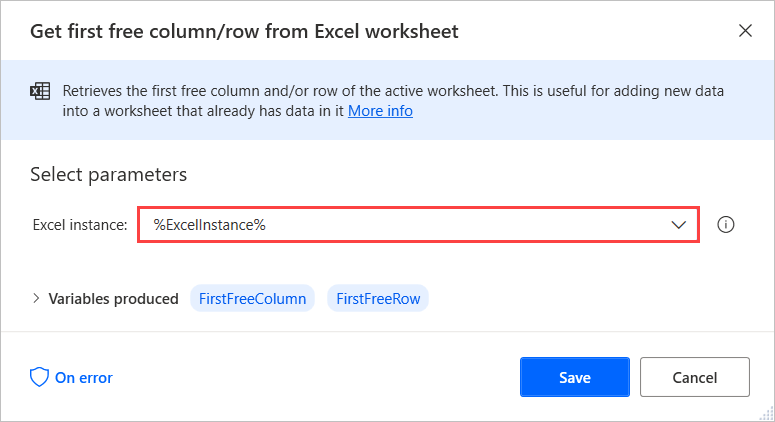 Get first free column/row from Excel worksheet
Retrieves the first free column and/or row of the active worksheet. This is useful for adding new data
into a worksheet that already has data in it More info
Select parameters
Excel instance: %ExcelInstance%
Variables produced FirstFreeColumn FirstFreeRow
On error Save Cancel